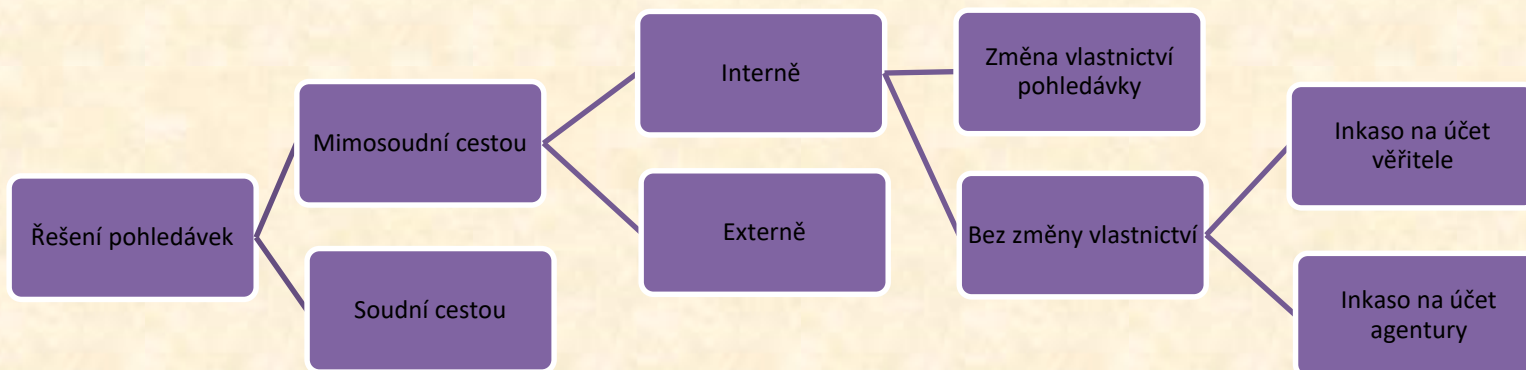 Řešení pohledávek
Mimosoudní cestou
Soudní cestou
Interně
Externě
Změna vlastnictví
pohledávky
Bez změny vlastnictví
Inkaso na účet
věřitele
Inkaso na účet
agentury